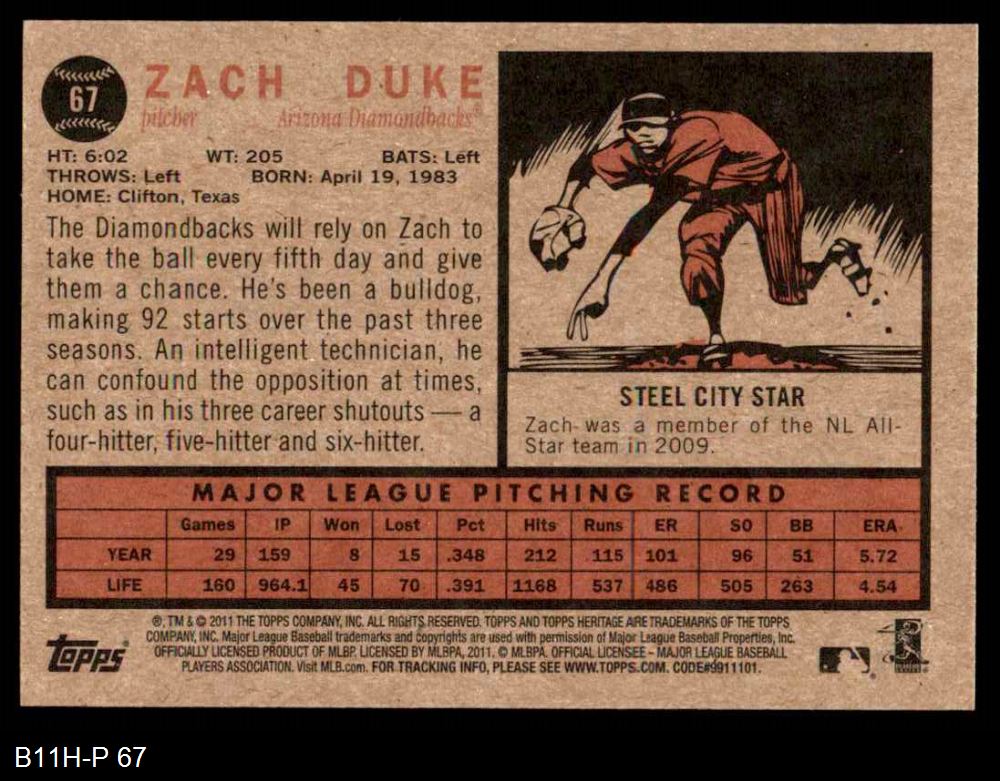 67
ZACH DUKE
pitcher Arizona Diamondbacks®
HT: 6:02 WT: 205 BATS: Left
THROWS: Left BORN: April 19, 1983
HOME: Clifton, Texas
The Diamondbacks will rely on Zach to
take the ball every fifth day and give
them a chance. He's been a bulldog,
making 92 starts over the past three
seasons. An intelligent technician, he
can confound the opposition at times,
such as in his three career shutouts — a
four-hitter, five-hitter and six-hitter.
STEEL CITY STAR
Zach was a member of the NL All-
Star team in 2009.
MAJOR LEAGUE PITCHING RECORD
Games IP Won Lost Pct Hits Runs ER SO BB ERA
YEAR 29 159 8 15 .348 212 115 101 96 51 5.72
LIFE 160 964.1 45 70 .391 1168 537 486 505 263 4.54
®, TM & © 2011 THE TOPPS COMPANY, INC. ALL RIGHTS RESERVED. TOPPS AND TOPPS HERITAGE ARE TRADEMARKS OF THE TOPPS
COMPANY, INC. Major League Baseball trademarks and copyrights are used with permission of Major League Baseball Properties, Inc.
OFFICIALLY LICENSED PRODUCT OF MLBP. LICENSED BY MLBPA, 2011. © MLBPA. OFFICIAL LICENSEE – MAJOR LEAGUE BASEBALL
PLAYERS ASSOCIATION. Visit MLB.com. FOR TRACKING INFO, PLEASE SEE WWW.TOPPS.COM. CODE#9911101.
Topps
B11H-P 67